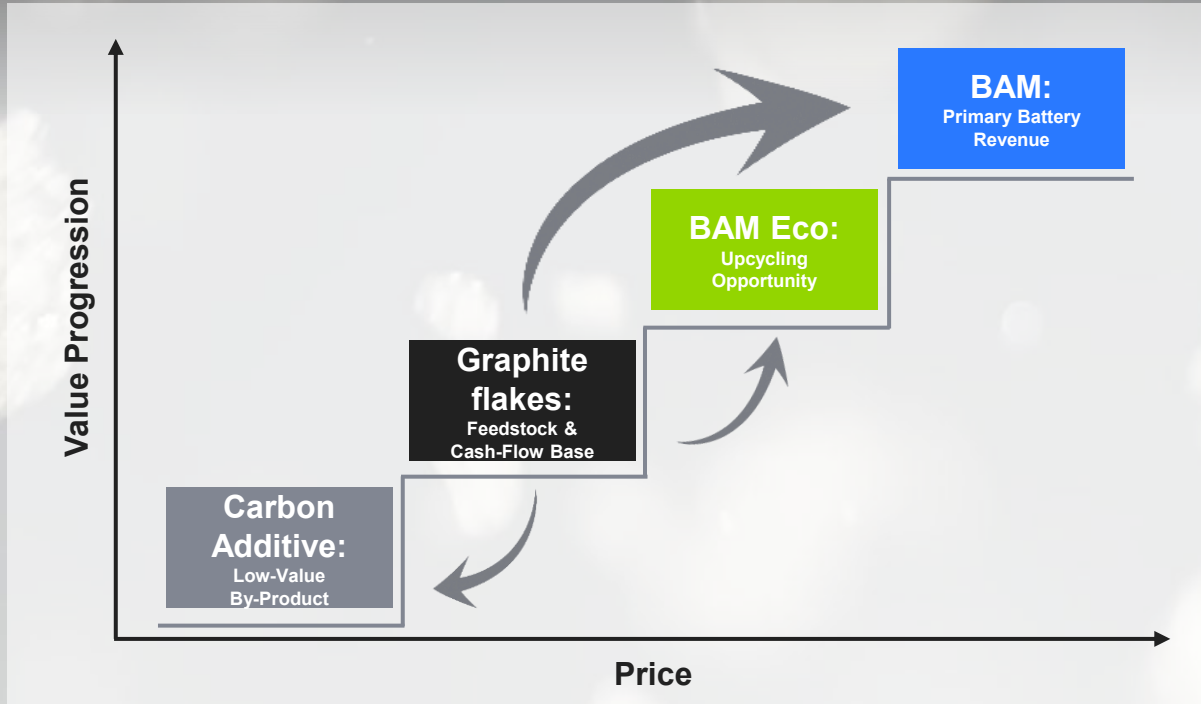 BAM:
Primary Battery
Revenue
BAM Eco:
Upcycling
Opportunity
Graphite
flakes:
Feedstock &
Cash-Flow Base
Carbon
Additive:
Low-Value
By-Product
Value Progression
Price